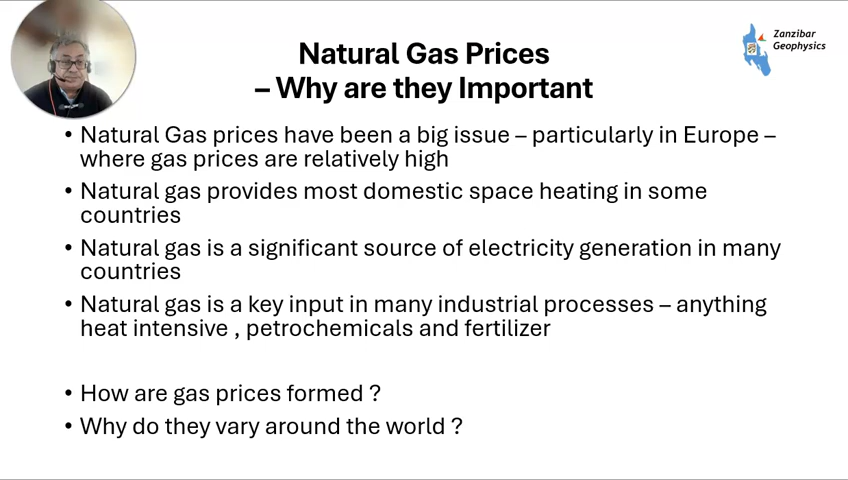 Natural Gas Prices
– Why are they Important
Zanzibar
Geophysics
• Natural Gas prices have been a big issue – particularly in Europe –
where gas prices are relatively high
• Natural gas provides most domestic space heating in some
countries
• Natural gas is a significant source of electricity generation in many
countries
• Natural gas is a key input in many industrial processes – anything
heat intensive , petrochemicals and fertilizer
• How are gas prices formed ?
• Why do they vary around the world ?